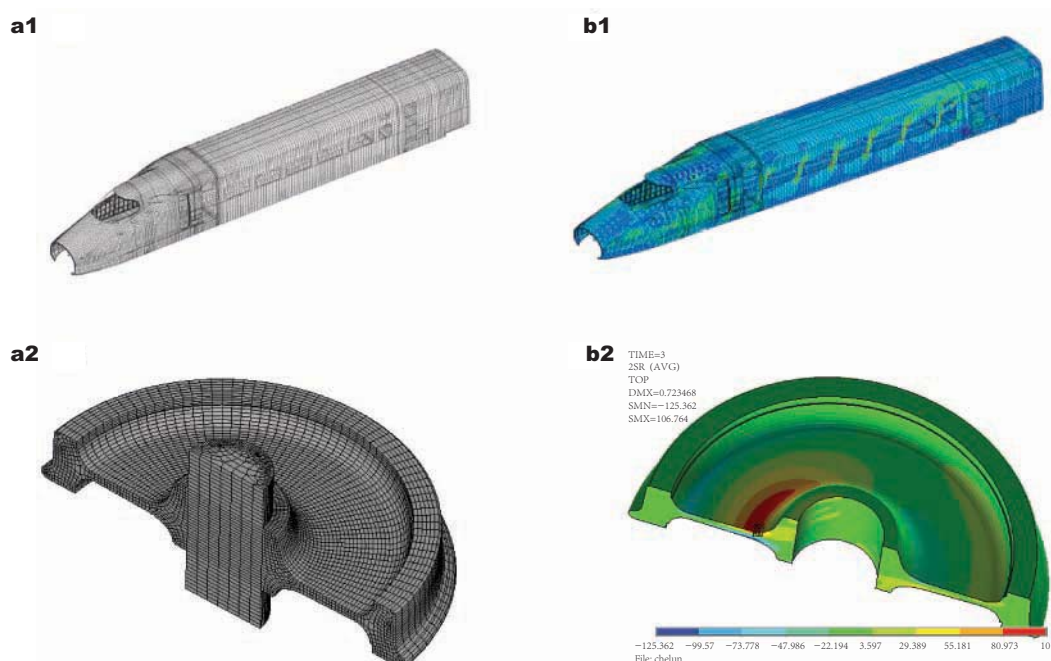 a1
b1
a2
b2
TIME=3
2SR (AVG)
TOP
DMX=0.723468
SMN=−125.362
SMX=106.764
−125.362 −99.57 −73.778 −47.986 −22.194 3.597 29.389 55.181 80.973 10
File: chelun